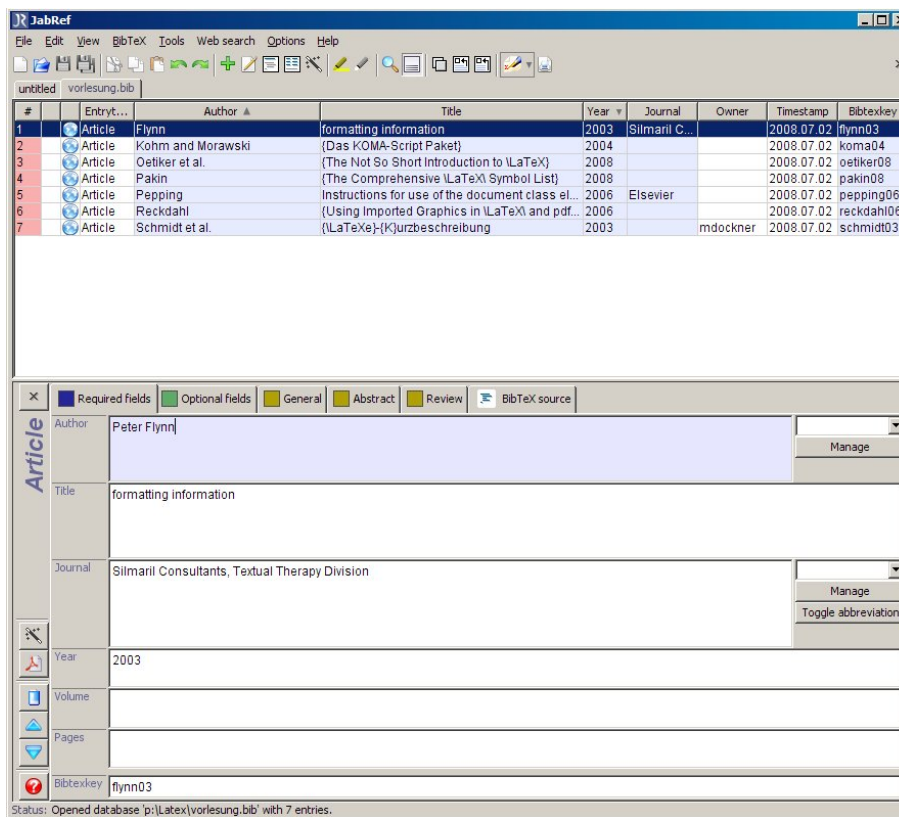 JabRef
File Edit View BibTeX Tools Web search Options Help
untitled vorlesung.bib
# Entryt... Author Title Year Journal Owner Timestamp Bibtexkey
1 Article Flynn formatting information 2003 Silmaril C... 2008.07.02 flynn03
2 Article Kohm and Morawski {Das KOMA-Script Paket} 2004 2008.07.02 koma04
3 Article Oetiker et al. {The Not So Short Introduction to \LaTeX} 2008 2008.07.02 oetiker08
4 Article Pakin {The Comprehensive \LaTeX\ Symbol List} 2008 2008.07.02 pakin08
5 Article Pepping Instructions for use of the document class el... 2006 Elsevier 2008.07.02 pepping06
6 Article Reckdahl {Using Imported Graphics in \LaTeX\ and pdf... 2006 2008.07.02 reckdahl06
7 Article Schmidt et al. {\LaTeXe}-{K}urzbeschreibung 2003 mdockner 2008.07.02 schmidt03
Required fields Optional fields General Abstract Review BibTeX source
Article
Author Peter Flynn
Manage
Title formatting information
Journal Silmaril Consultants, Textual Therapy Division
Manage
Toggle abbreviation
Year 2003
Volume
Pages
Bibtexkey flynn03
Status: Opened database 'p:\Latex\vorlesung.bib' with 7 entries.